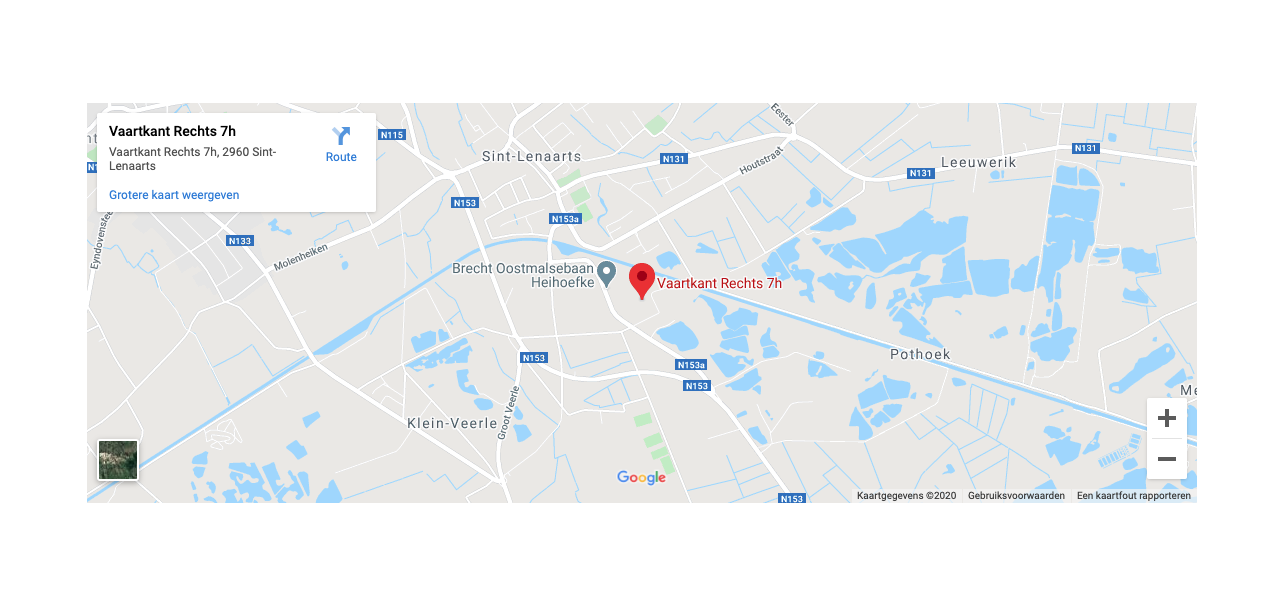 Vaartkant Rechts 7h
Vaartkant Rechts 7h, 2960 Sint-
Lenaarts
Route
Grotere kaart weergeven
N115
Eester
Sint-Lenaarts
N131
Houtstraat
N131
Leeuwerik
N131
N153
N153a
N133
Molenheiken
Brecht Oostmalsebaan
Heihoefke
Vaartkant Rechts 7h
N153
N153a
N153
Pothoek
Groot Veerle
Klein-Veerle
Google
N153
Kaartgegevens ©2020
Gebruiksvoorwaarden
Een kaartfout rapporteren